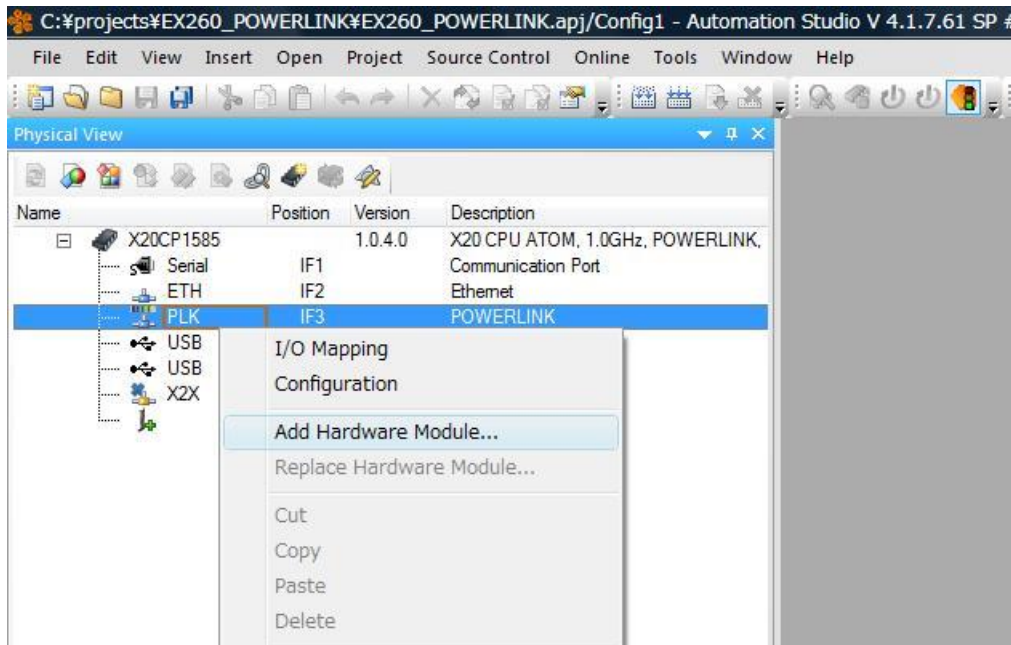 C:¥projects¥EX260_POWERLINK¥EX260_POWERLINK.apj/Config1 - Automation Studio V 4.1.7.61 SP #
File Edit View Insert Open Project Source Control Online Tools Window Help
Physical View
Name Position Version Description
X20CP1585 1.0.4.0 X20 CPU ATOM, 1.0GHz, POWERLINK,
Serial IF1 Communication Port
ETH IF2 Ethernet
PLK IF3 POWERLINK
USB
USB
X2X
I/O Mapping
Configuration
Add Hardware Module...
Replace Hardware Module...
Cut
Copy
Paste
Delete